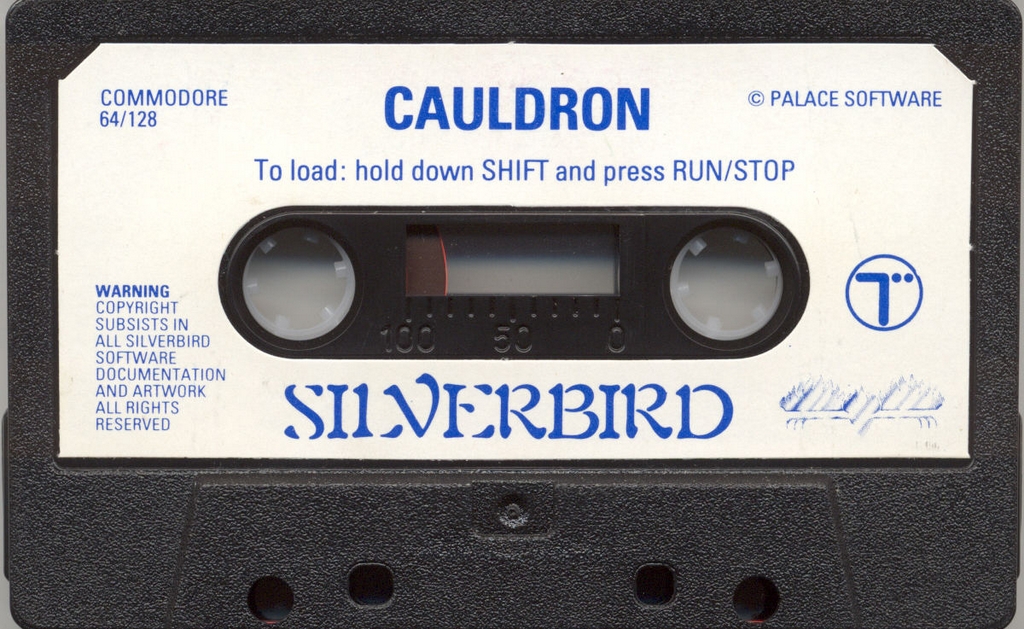 COMMODORE
64/128
CAULDRON
© PALACE SOFTWARE
To load: hold down SHIFT and press RUN/STOP
100 50 0
WARNING
COPYRIGHT
SUBSISTS IN
ALL SILVERBIRD
SOFTWARE
DOCUMENTATION
AND ARTWORK
ALL RIGHTS
RESERVED
SILVERBIRD